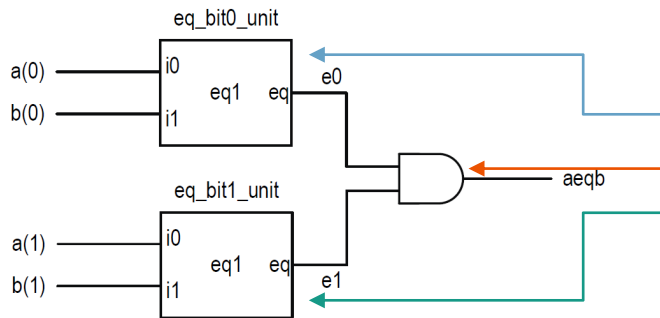 eq_bit0_unit
a(0)
i0
e0
eq1
eq
b(0)
i1
aeqb
eq_bit1_unit
a(1)
i0
eq1
eq
b(1)
i1
e1